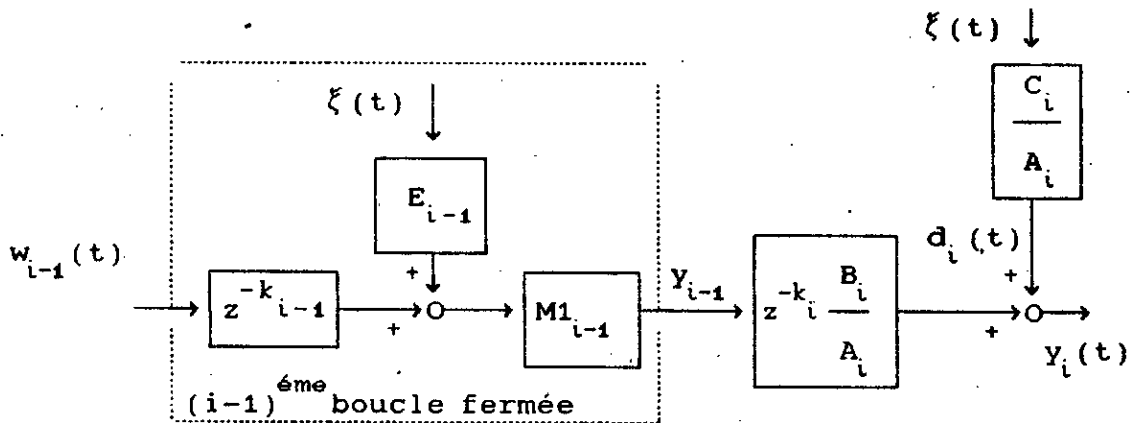 ξ(t)
C_i
A_i
ξ(t)
E_{i-1}
d_i(t)
w_{i-1}(t)
+
+
z^{-k_{i-1}}
+
M1_{i-1}
y_{i-1}
z^{-k_i} B_i
A_i
+
y_i(t)
(i-1)^{éme} boucle fermée